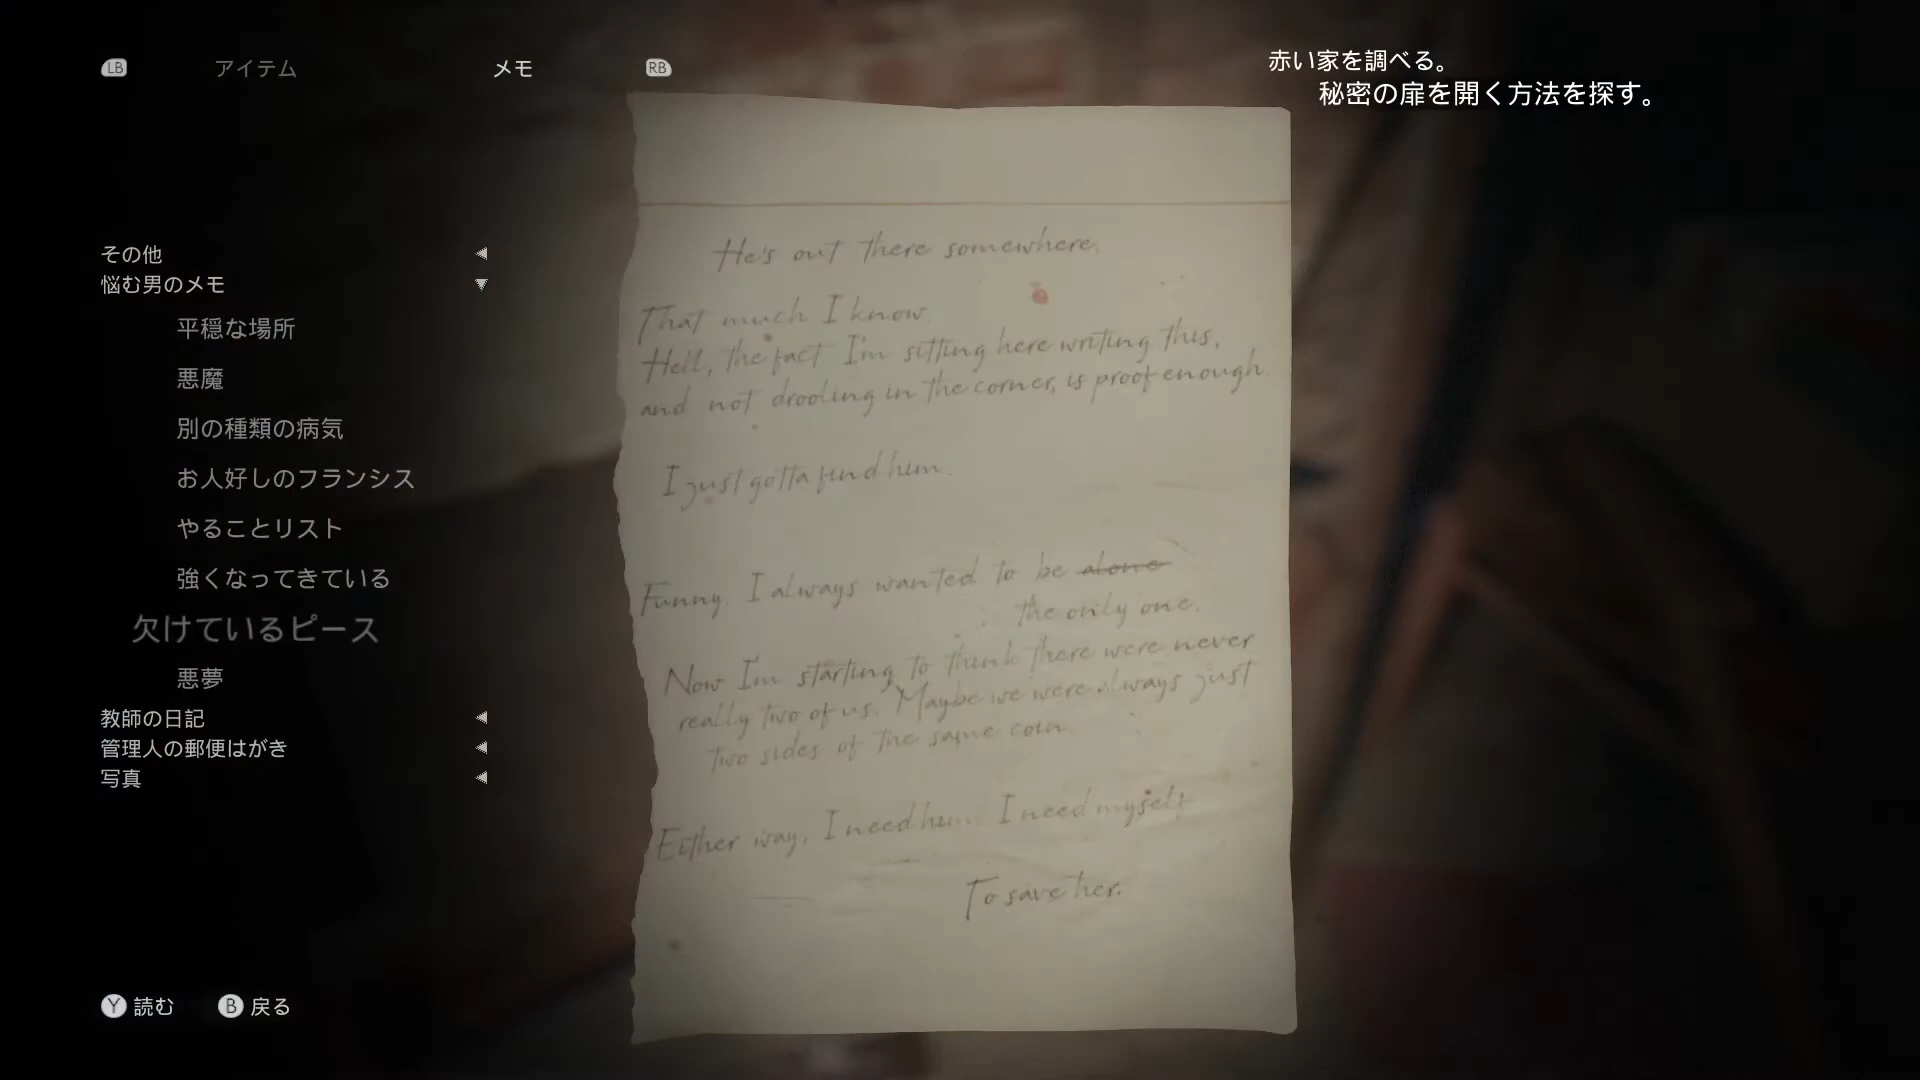 LB アイテム メモ RB
赤い家を調べる。
秘密の扉を開く方法を探す。
その他
悩む男のメモ
平穏な場所
悪魔
別の種類の病気
お人好しのフランシス
やることリスト
強くなってきている
欠けているピース
悪夢
教師の日記
管理人の郵便はがき
写真
He's out there somewhere.
That much I know
Hell, the fact I'm sitting here writing this,
and not drooling in the corner, is proof enough.
I just gotta find him.
Funny. I always wanted to be alone
the only one.
Now I'm starting to think there were never
really two of us. Maybe we were always just
two sides of the same coin
Either way, I need him. I need myself
To save her.
Y 読む B 戻る